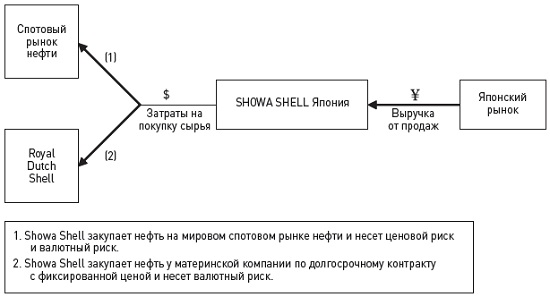 Спотовый
рынок
нефти
(1)
$
Затраты на
покупку сырья
SHOWA SHELL Япония
¥
Выручка
от продаж
Японский
рынок
(2)
Royal
Dutch
Shell
1. Showa Shell закупает нефть на мировом спотовом рынке нефти и несет ценовой риск
и валютный риск.
2. Showa Shell закупает нефть у материнской компании по долгосрочному контракту
с фиксированной ценой и несет валютный риск.